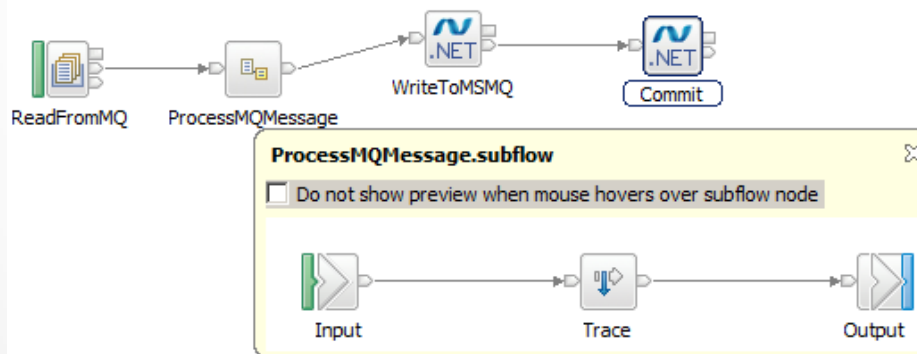 .NET
.NET
WriteToMSMQ
Commit
ReadFromMQ
ProcessMQMessage
ProcessMQMessage.subflow
Do not show preview when mouse hovers over subflow node
Input
Trace
Output